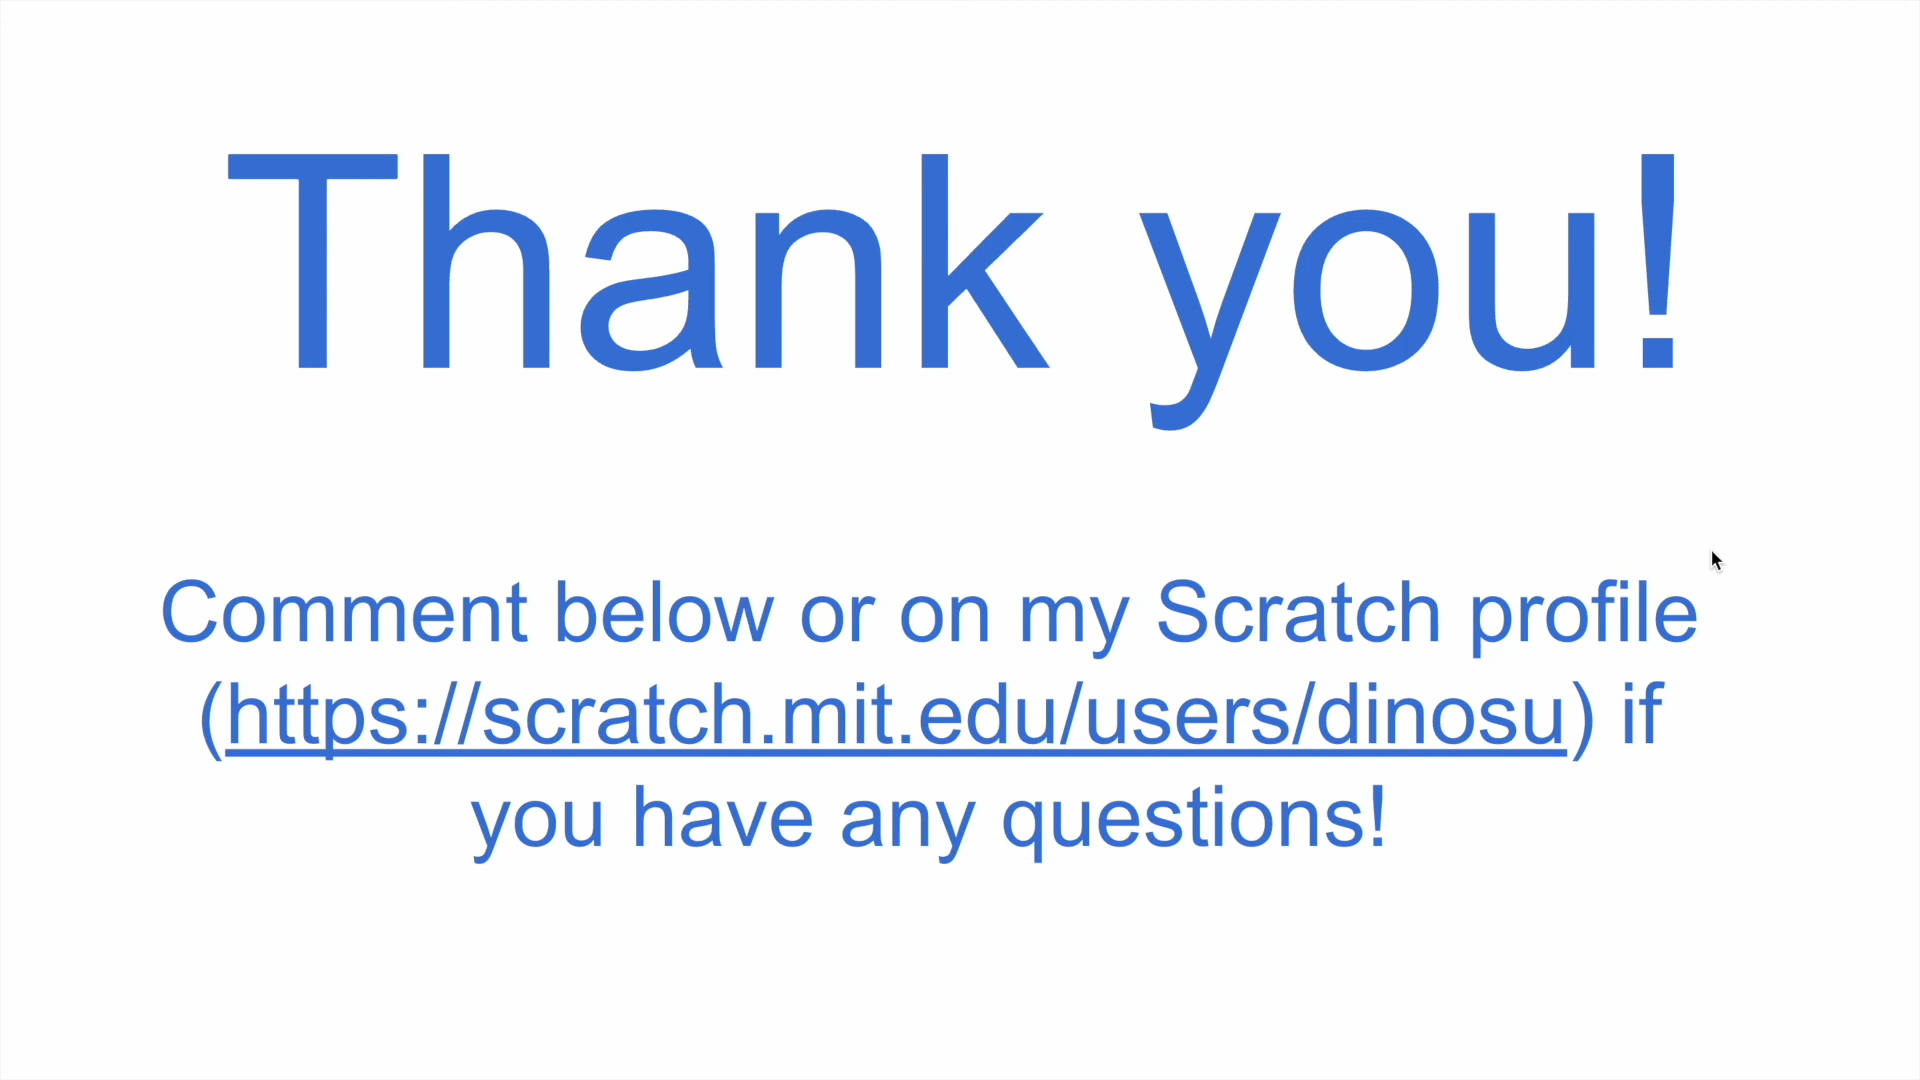 Thank you!
Comment below or on my Scratch profile
(https://scratch.mit.edu/users/dinosu) if
you have any questions!